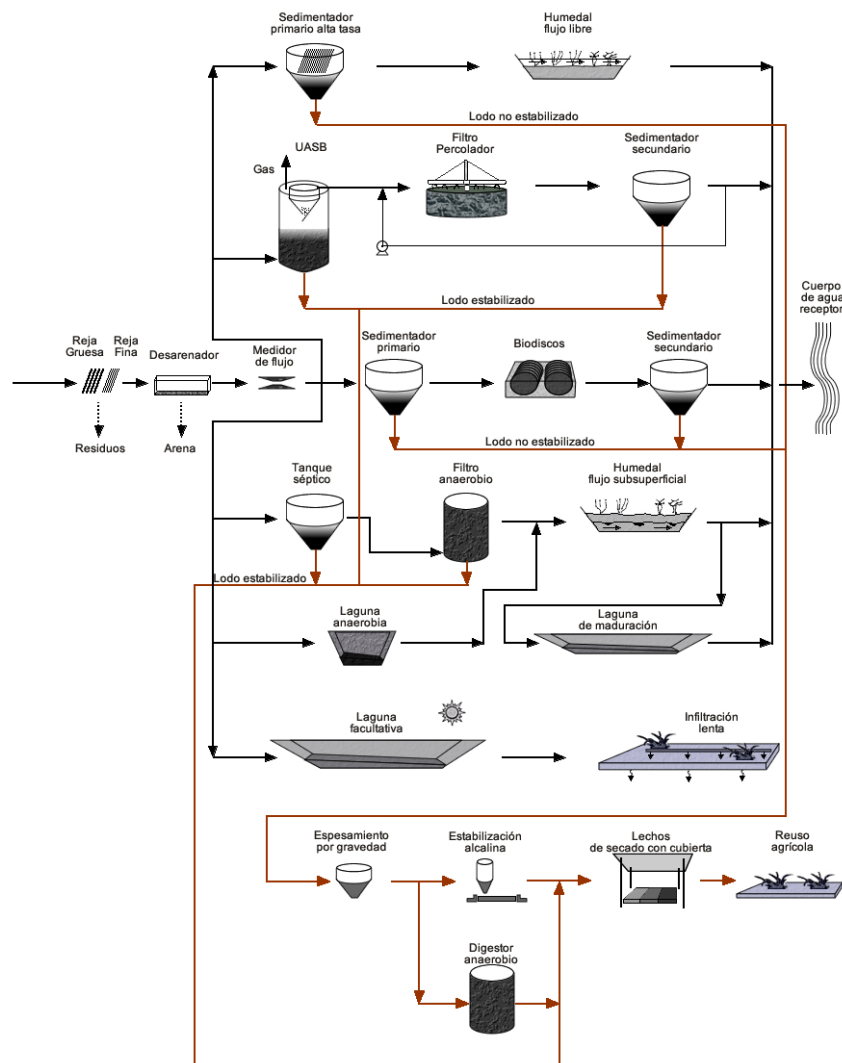 Sedimentador
primario alta tasa
Humedal
flujo libre
Lodo no estabilizado
UASB
Gas
Filtro
Percolador
Sedimentador
secundario
Lodo estabilizado
Cuerpo
de agua
receptor
Reja
Gruesa
Reja
Fina
Desarenador
Medidor
de flujo
Sedimentador
primario
Biodiscos
Sedimentador
secundario
Residuos
Arena
Lodo no estabilizado
Tanque
séptico
Filtro
anaerobio
Humedal
flujo subsuperficial
Lodo estabilizado
Laguna
anaerobia
Laguna
de maduración
Laguna
facultativa
Infiltración
lenta
Espesamiento
por gravedad
Estabilización
alcalina
Lechos
de secado con cubierta
Reuso
agrícola
Digestor
anaerobio